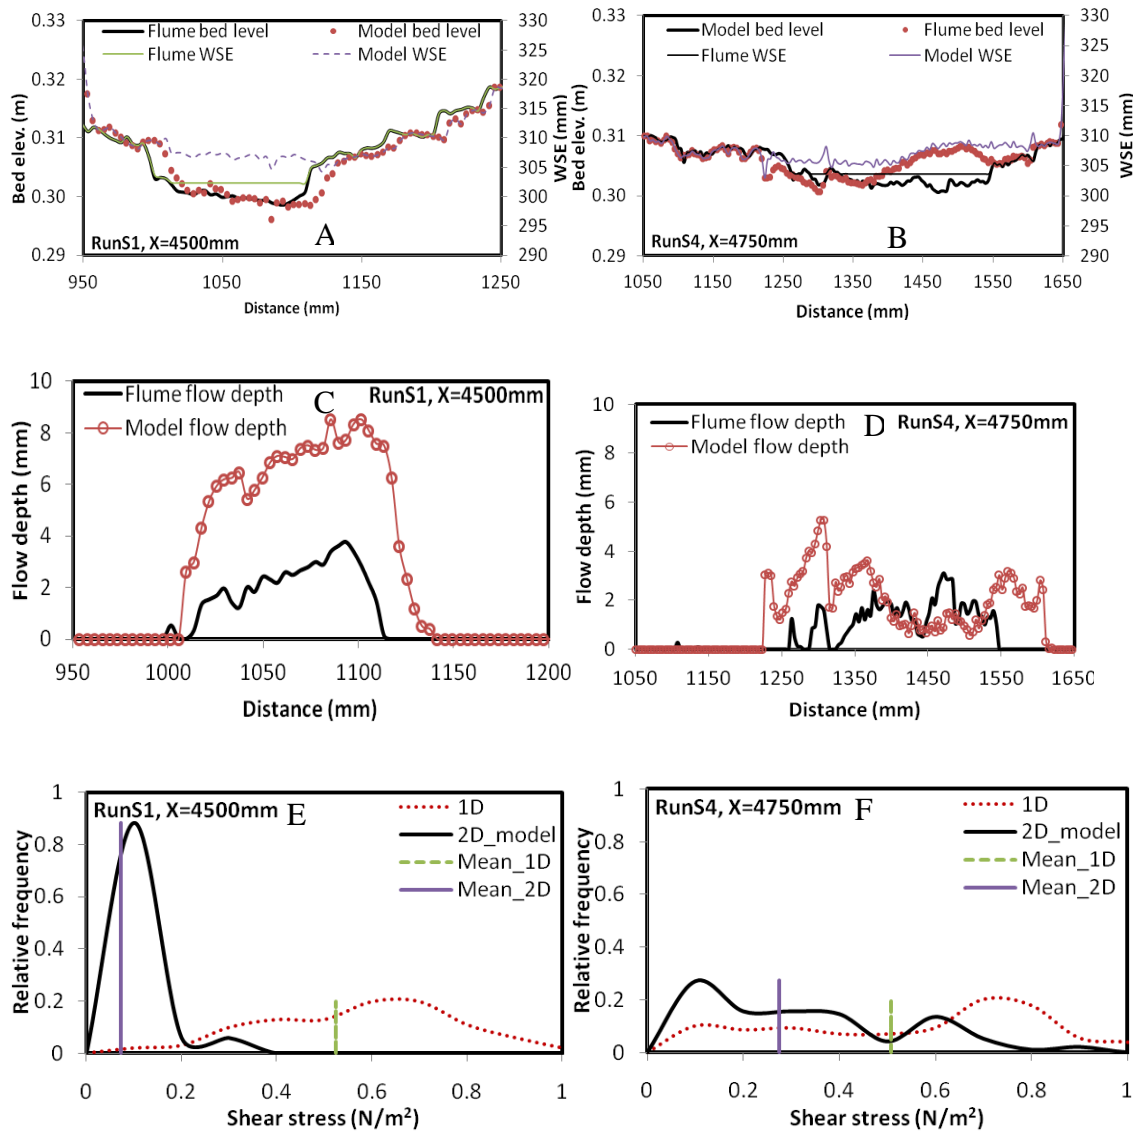 0.33
0.32
0.31
0.30
0.29
Bed elev. (m)
330
325
320
315
310
305
300
295
290
WSE (mm)
Flume bed level
Model bed level
Flume WSE
Model WSE
RunS1, X=4500mm
A
950
1050
1150
1250
Distance (mm)
0.33
0.32
0.31
0.30
0.29
Bed elev. (m)
330
325
320
315
310
305
300
295
290
WSE (mm)
Model bed level
Flume bed level
Flume WSE
Model WSE
RunS4, X=4750mm
B
1050
1150
1250
1350
1450
1550
1650
Distance (mm)
10
8
6
4
2
0
Flow depth (mm)
Flume flow depth
Model flow depth
C
RunS1, X=4500mm
950
1000
1050
1100
1150
1200
Distance (mm)
10
8
6
4
2
0
Flow depth (mm)
Flume flow depth
Model flow depth
D
RunS4, X=4750mm
1050
1150
1250
1350
1450
1550
1650
Distance (mm)
1
0.8
0.6
0.4
0.2
0
Relative frequency
RunS1, X=4500mm
E
1D
2D_model
Mean_1D
Mean_2D
0
0.2
0.4
0.6
0.8
1
Shear stress (N/m²)
1
0.8
0.6
0.4
0.2
0
Relative frequency
RunS4, X=4750mm
F
1D
2D_model
Mean_1D
Mean_2D
0
0.2
0.4
0.6
0.8
1
Shear stress (N/m²)